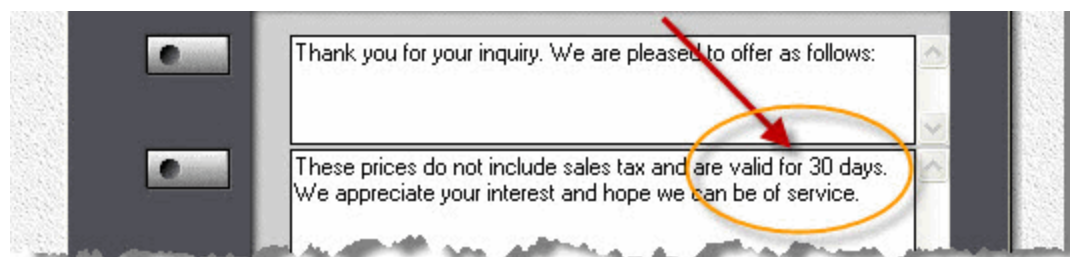 Thank you for your inquiry. We are pleased to offer as follows:
These prices do not include sales tax and are valid for 30 days.
We appreciate your interest and hope we can be of service.